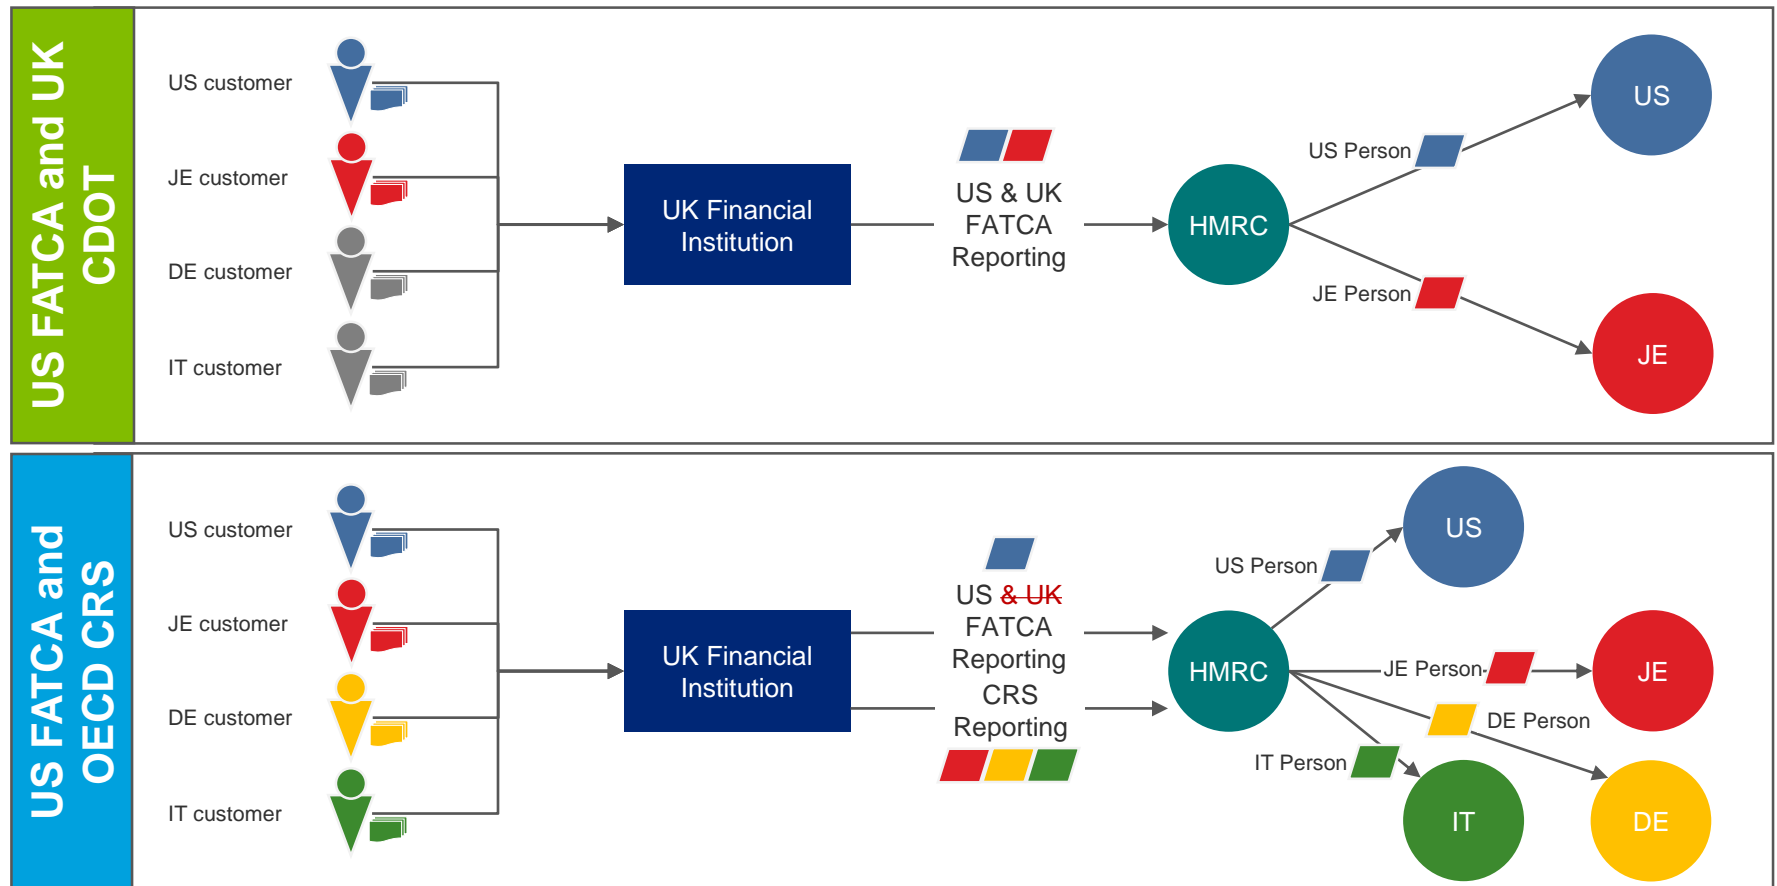 US FATCA and UK
CDOT
US customer
JE customer
DE customer
IT customer
UK Financial
Institution
US & UK
FATCA
Reporting
HMRC
US Person
JE Person
US
JE
US FATCA and
OECD CRS
US customer
JE customer
DE customer
IT customer
UK Financial
Institution
US & UK
FATCA
Reporting
CRS
Reporting
HMRC
US Person
JE Person
DE Person
IT Person
US
JE
IT
DE